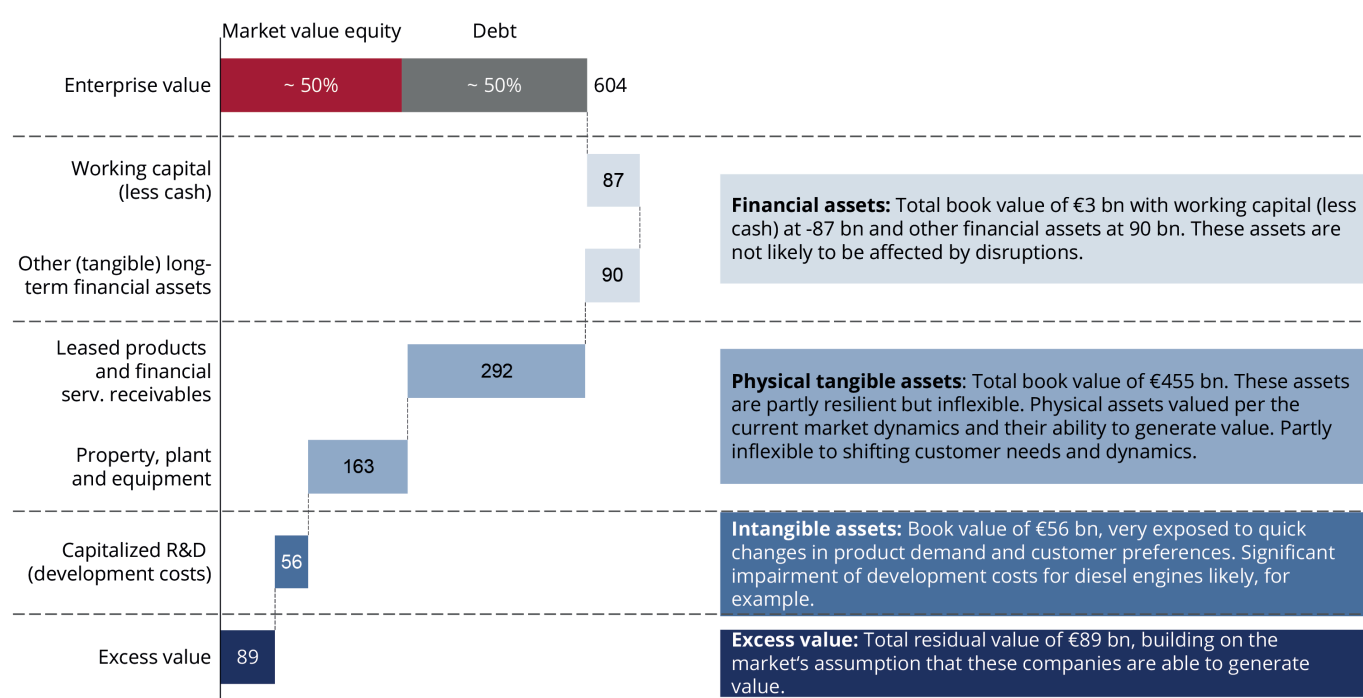 Market value equity
Debt
Enterprise value
~ 50%
~ 50%
604
Working capital
(less cash)
87
Financial assets: Total book value of €3 bn with working capital (less
cash) at -87 bn and other financial assets at 90 bn. These assets are
not likely to be affected by disruptions.
Other (tangible) long-
term financial assets
90
Leased products
and financial
serv. receivables
292
Physical tangible assets: Total book value of €455 bn. These assets
are partly resilient but inflexible. Physical assets valued per the
current market dynamics and their ability to generate value. Partly
inflexible to shifting customer needs and dynamics.
Property, plant
and equipment
163
Capitalized R&D
(development costs)
56
Intangible assets: Book value of €56 bn, very exposed to quick
changes in product demand and customer preferences. Significant
impairment of development costs for diesel engines likely, for
example.
Excess value
89
Excess value: Total residual value of €89 bn, building on the
market‘s assumption that these companies are able to generate
value.